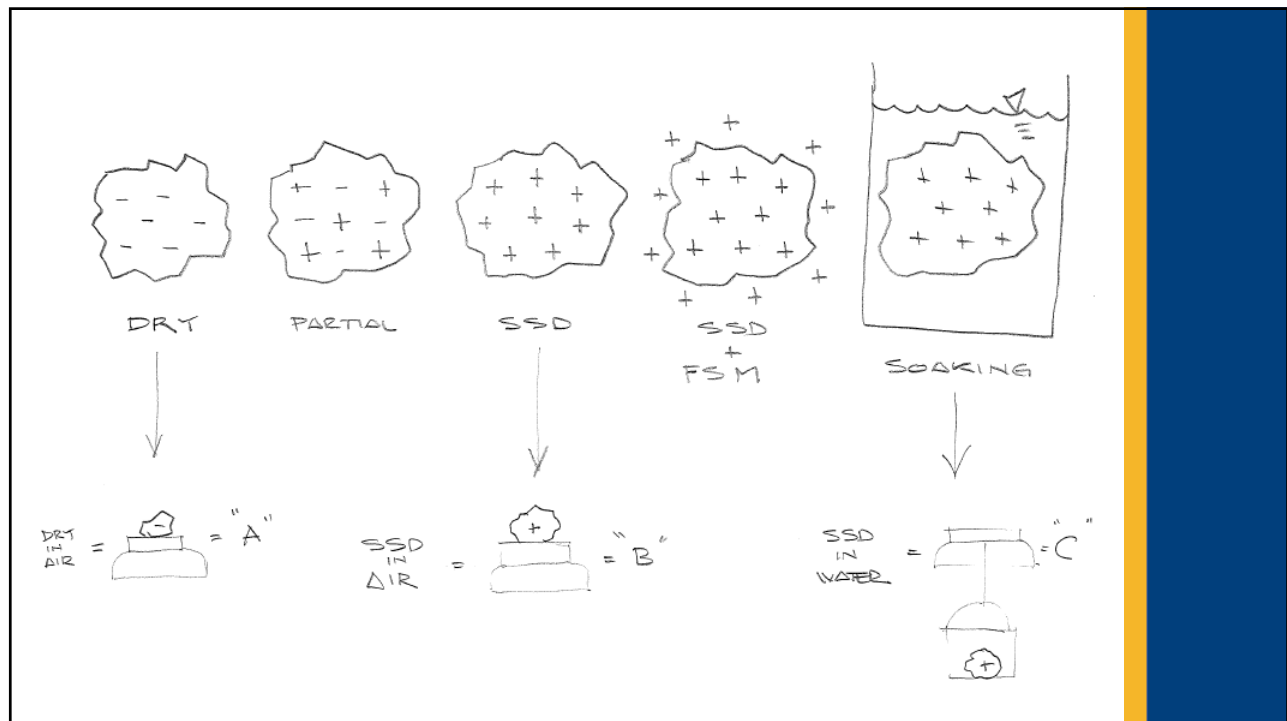 DRY
PARTIAL
SSD
SSD
+
FSM
SOAKING
DRY
IN
AIR
=
= "A"
SSD
IN
AIR
=
= "B"
SSD
IN
WATER
=
= "C"